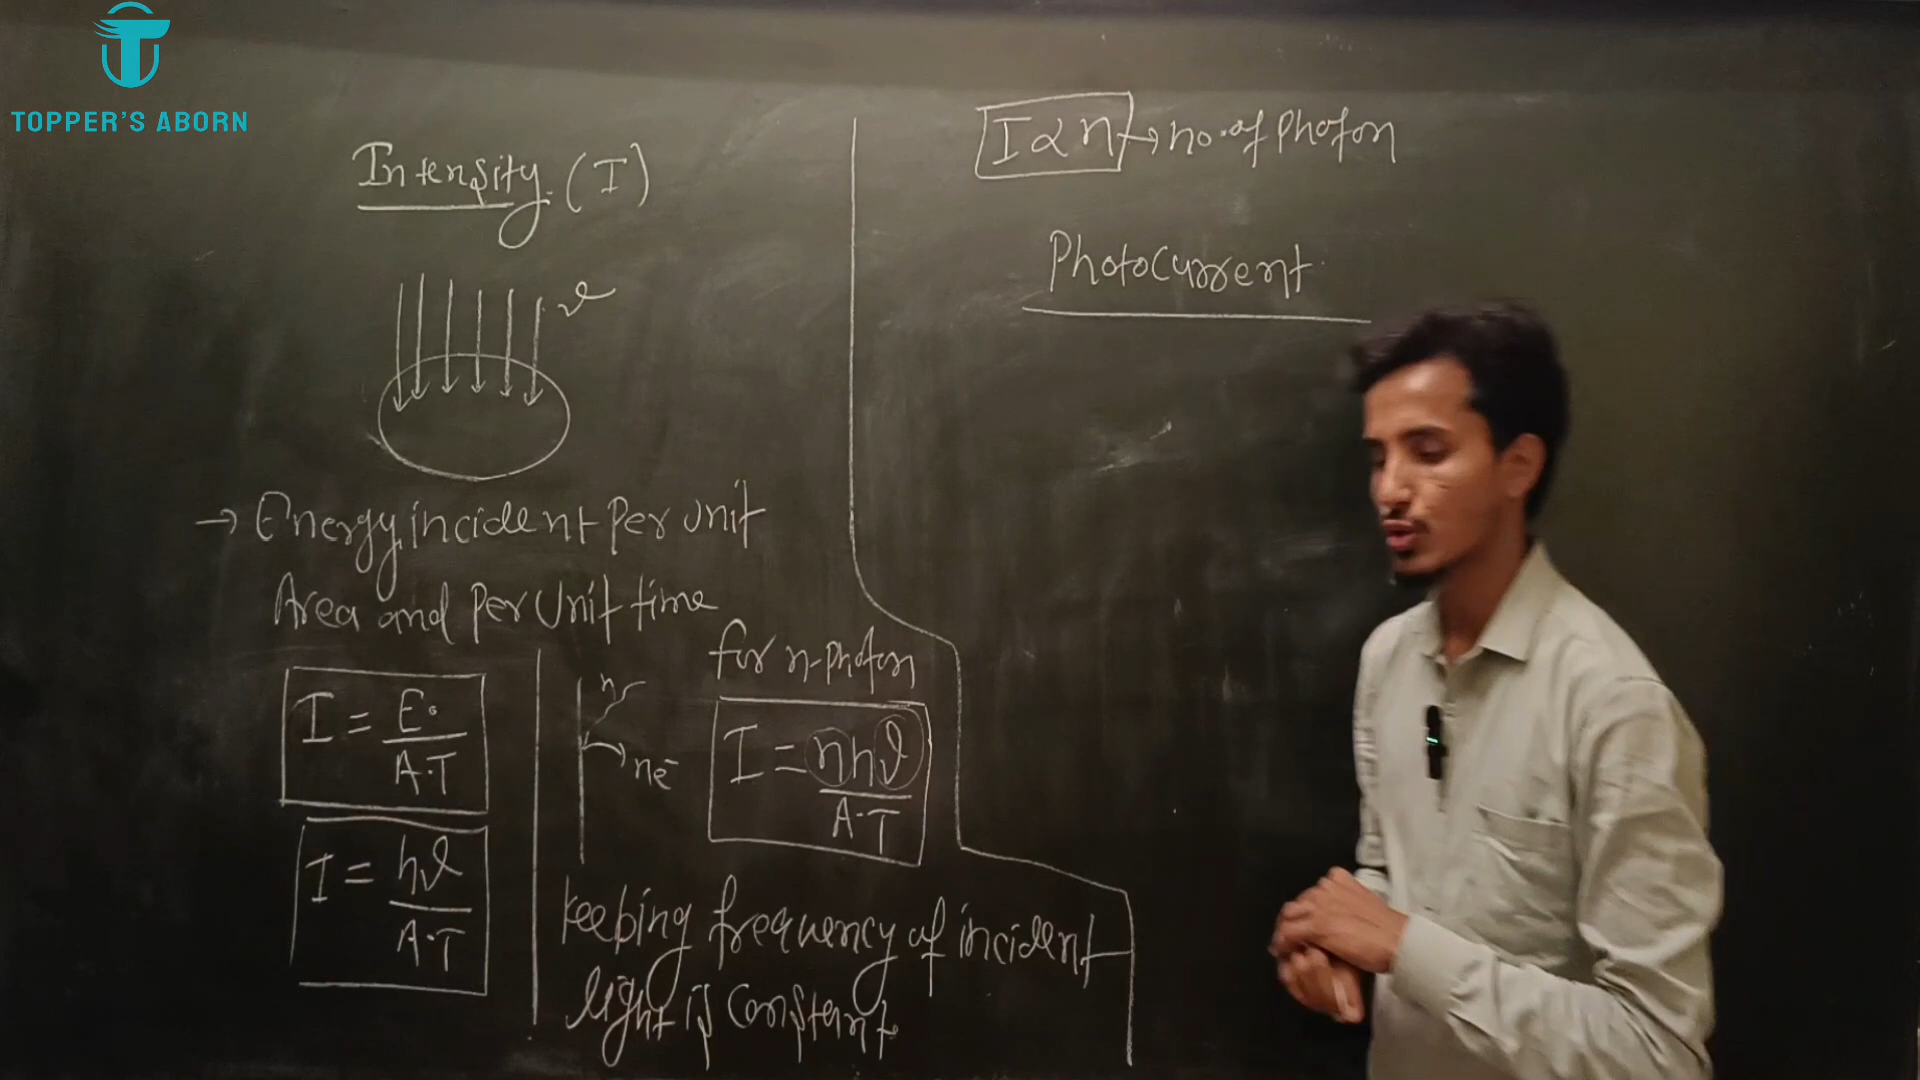 TOPPER'S ABORN
Intensity (I)
ν
→ Energy incident per unit
Area and per unit time
I = E / A·T
I = hν / A·T
n
ne⁻
for n-photon
I = nhν / A·T
keeping frequency of incident
light is constant
I ∝ n → no. of photon
Photocurrent